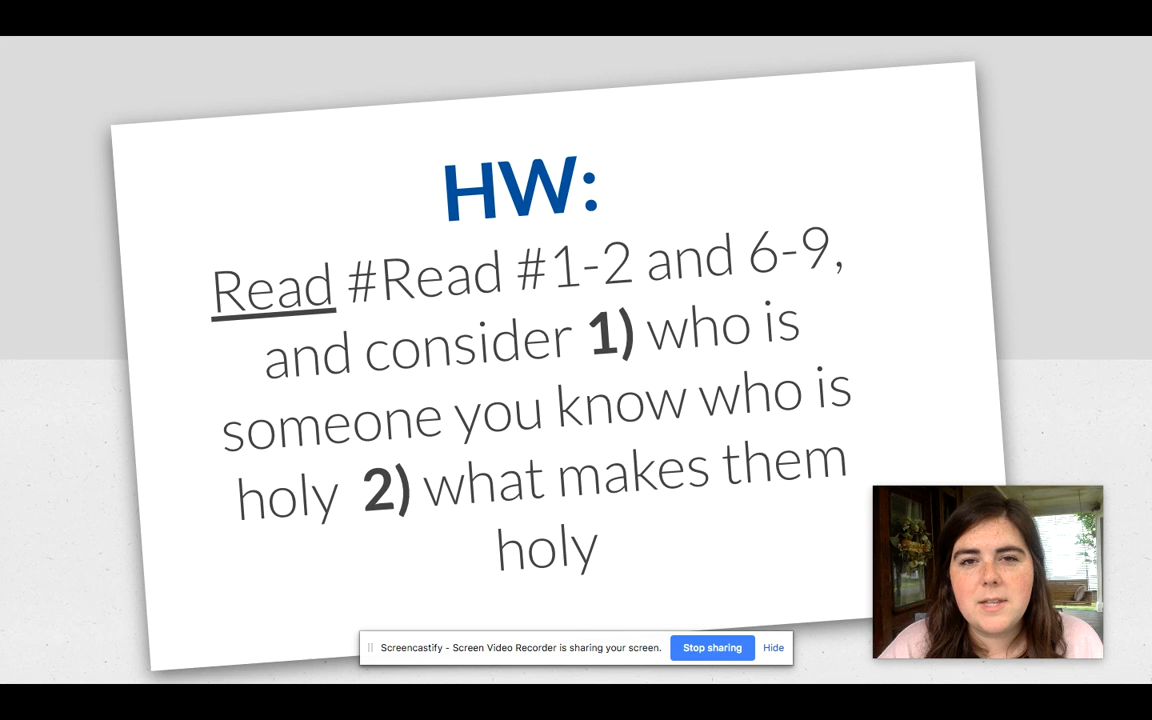 HW:
Read #Read #1-2 and 6-9,
and consider 1) who is
someone you know who is
holy 2) what makes them
holy
Screencastify - Screen Video Recorder is sharing your screen.
Stop sharing
Hide